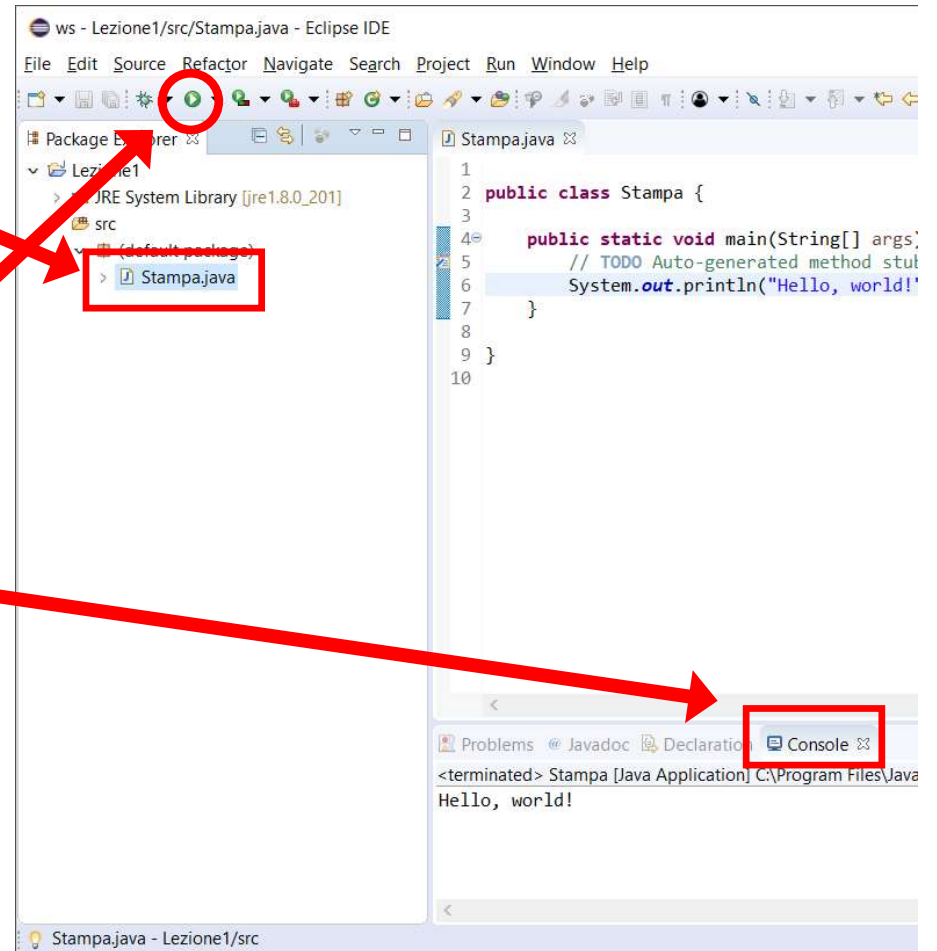 ws - Lezione1/src/Stampa.java - Eclipse IDE
File Edit Source Refactor Navigate Search Project Run Window Help
Package Explorer
Stampa.java
Lezione1
JRE System Library [jre1.8.0_201]
src
(default package)
Stampa.java
1
2 public class Stampa {
3
4 public static void main(String[] args)
5 // TODO Auto-generated method stub
6 System.out.println("Hello, world!"
7 }
8
9 }
10
Problems Javadoc Declaration Console
<terminated> Stampa [Java Application] C:\Program Files\Java
Hello, world!
Stampa.java - Lezione1/src